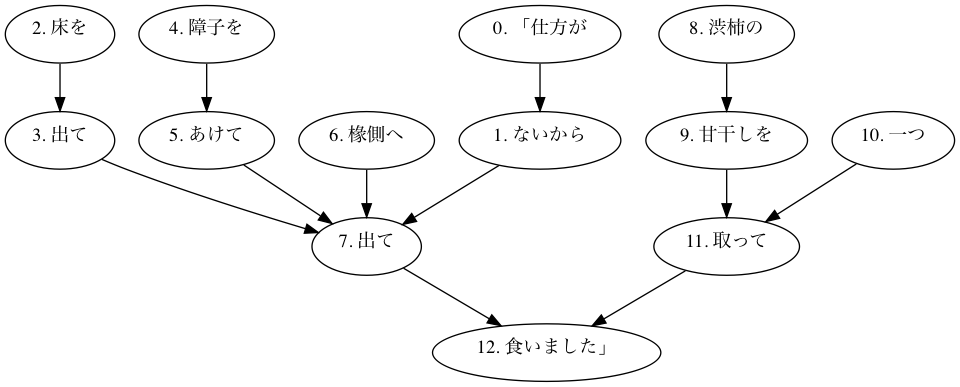 2. 床を
4. 障子を
0. 「仕方が
8. 渋柿の
3. 出て
5. あけて
6. 椽側へ
1. ないから
9. 甘干しを
10. 一つ
7. 出て
11. 取って
12. 食いました」